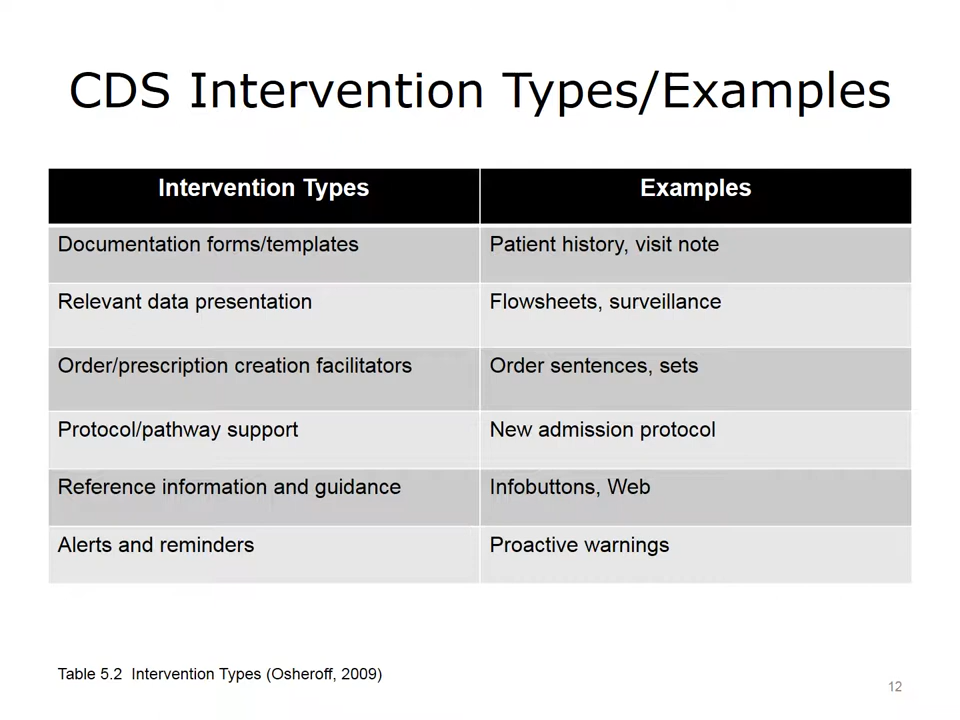 CDS Intervention Types/Examples
Intervention Types Examples
Documentation forms/templates Patient history, visit note
Relevant data presentation Flowsheets, surveillance
Order/prescription creation facilitators Order sentences, sets
Protocol/pathway support New admission protocol
Reference information and guidance Infobuttons, Web
Alerts and reminders Proactive warnings
Table 5.2 Intervention Types (Osheroff, 2009)
12